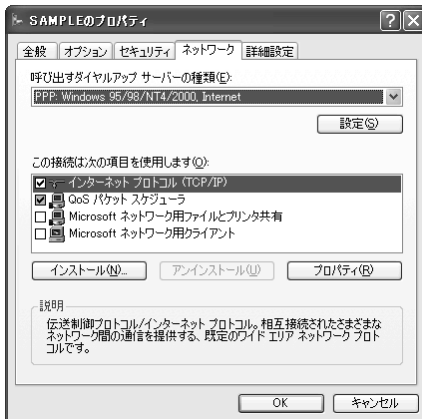 SAMPLEのプロパティ
全般 オプション セキュリティ ネットワーク 詳細設定
呼び出すダイヤルアップ サーバーの種類(E):
PPP: Windows 95/98/NT4/2000, Internet
設定(S)
この接続は次の項目を使用します(O):
インターネット プロトコル (TCP/IP)
QoS パケット スケジューラ
Microsoft ネットワーク用ファイルとプリンタ共有
Microsoft ネットワーク用クライアント
インストール(N)... アンインストール(U) プロパティ(R)
説明
伝送制御プロトコル/インターネット プロトコル。相互接続されたさまざまな
ネットワーク間の通信を提供する、既定のワイド エリア ネットワーク プロト
コルです。
OK キャンセル